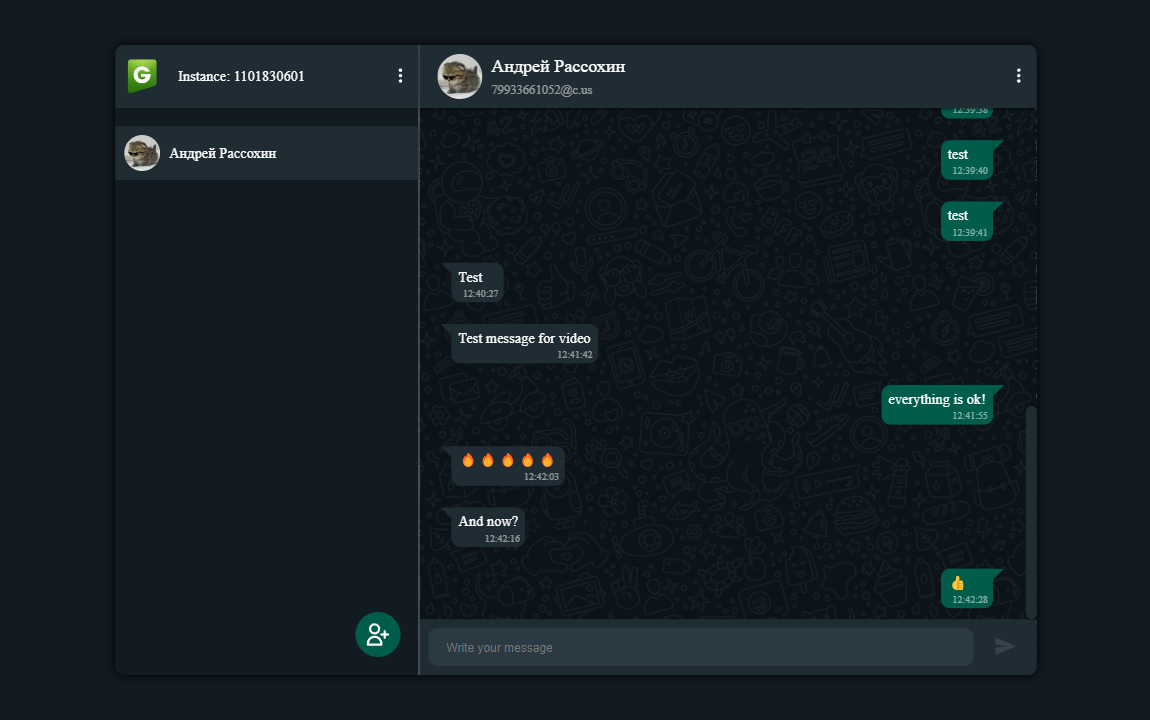 G
Instance: 1101830601
Андрей Рассохин
Андрей Рассохин
79933661052@c.us
12:39:38
test
12:39:40
test
12:39:41
Test
12:40:27
Test message for video
12:41:42
everything is ok!
12:41:55
🔥🔥🔥🔥🔥
12:42:03
And now?
12:42:16
👍
12:42:28
Write your message